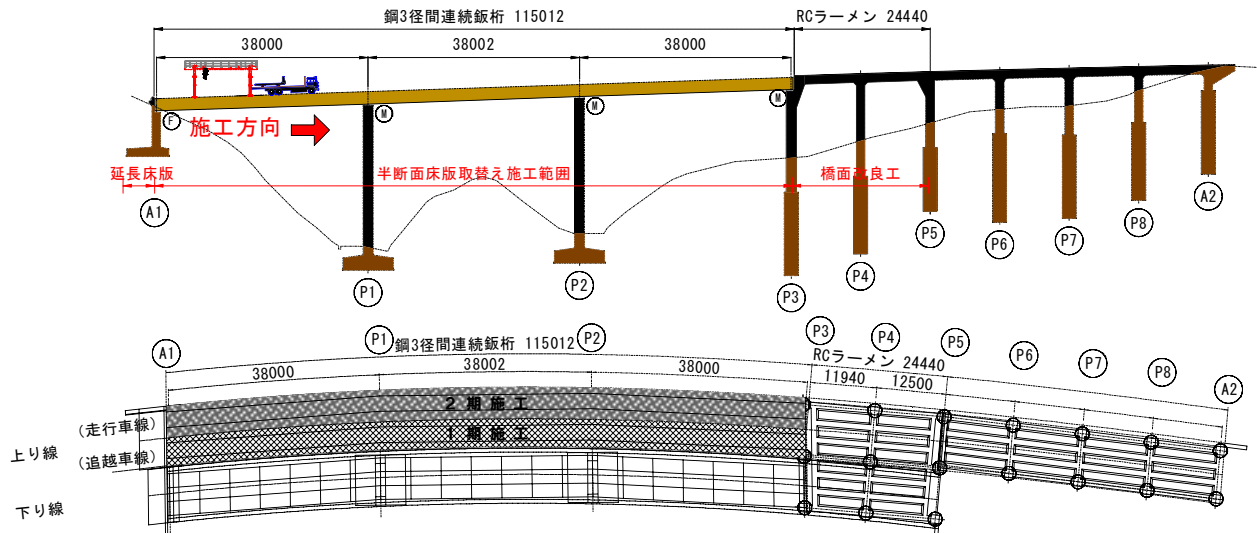 鋼3径間連続鈑桁 115012
RCラーメン 24440
38000
38002
38000
F
M
M
M
施工方向
延長床版
半断面床版取替え施工範囲
橋面改良工
A1
P1
P2
P3
P4
P5
P6
P7
P8
A2
A1
P1
P2
P3
P4
P5
P6
P7
P8
A2
鋼3径間連続鈑桁 115012
RCラーメン 24440
38000
38002
38000
11940
12500
2期施工
1期施工
(走行車線)
上り線
(追越車線)
下り線